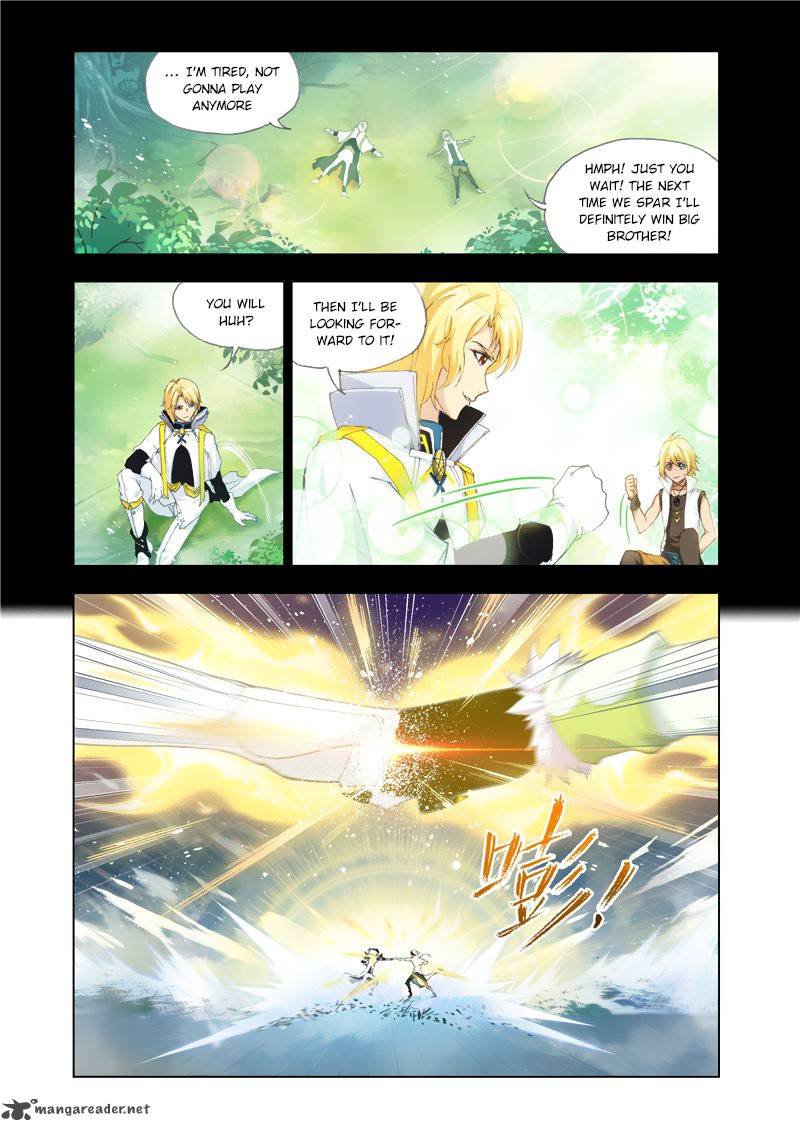 ... I'M TIRED, NOT
GONNA PLAY
ANYMORE
HMPH! JUST YOU
WAIT! THE NEXT
TIME WE SPAR I'LL
DEFINITELY WIN BIG
BROTHER!
YOU WILL
HUH?
THEN I'LL BE
LOOKING FOR-
WARD TO IT!
嘭!
mangareader.net